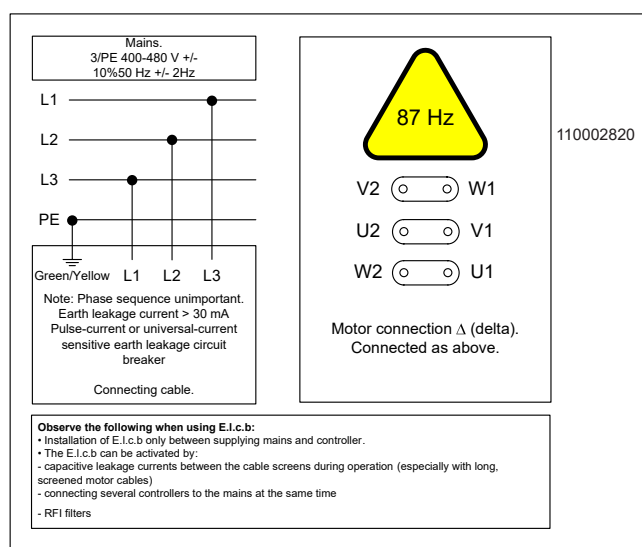 Mains.
3/PE 400-480 V +/-
10%50 Hz +/- 2Hz
L1
L2
L3
PE
Green/Yellow L1 L2 L3
Note: Phase sequence unimportant.
Earth leakage current > 30 mA
Pulse-current or universal-current
sensitive earth leakage circuit
breaker
Connecting cable.
87 Hz
V2 W1
U2 V1
W2 U1
Motor connection Δ (delta).
Connected as above.
110002820
Observe the following when using E.l.c.b:
• Installation of E.l.c.b only between supplying mains and controller.
• The E.l.c.b can be activated by:
- capacitive leakage currents between the cable screens during operation (especially with long,
screened motor cables)
- connecting several controllers to the mains at the same time
- RFI filters